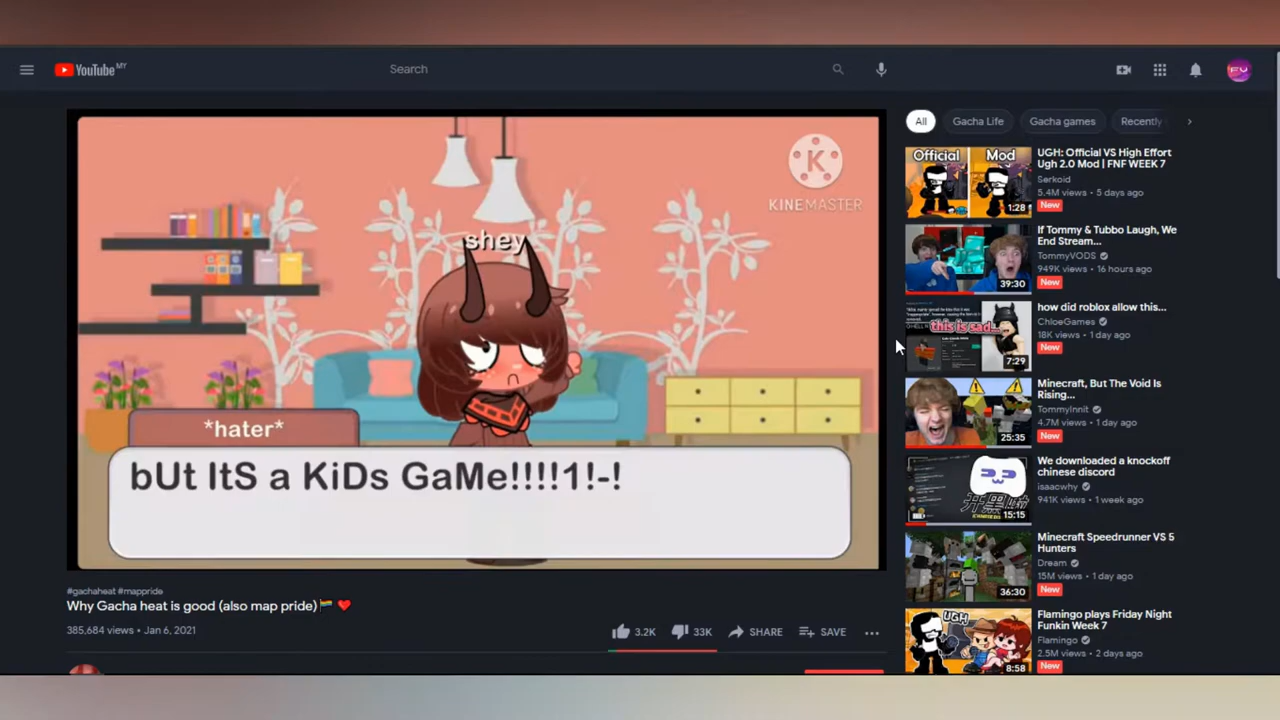 YouTube MY
Search
shey
KINEMASTER
*hater*
bUt ItS a KiDs GaMe!!!!1!-!
#gachaheat #mappride
Why Gacha heat is good (also map pride)🏳️‍🌈 ❤️
385,684 views • Jan 6, 2021
3.2K
33K
SHARE
SAVE
All
Gacha Life
Gacha games
Recently
Official
Mod
1:28
UGH: Official VS High Effort
Ugh 2.0 Mod | FNF WEEK 7
Serkoid
5.4M views • 5 days ago
New
39:30
If Tommy & Tubbo Laugh, We
End Stream...
TommyVODS
949K views • 16 hours ago
New
this is sad...
7:29
how did roblox allow this...
ChloeGames
18K views • 1 day ago
New
25:35
Minecraft, But The Void Is
Rising...
TommyInnit
4.7M views • 1 day ago
New
15:15
We downloaded a knockoff
chinese discord
isaacwhy
941K views • 1 week ago
36:30
Minecraft Speedrunner VS 5
Hunters
Dream
15M views • 1 day ago
New
UGH
8:58
Flamingo plays Friday Night
Funkin Week 7
Flamingo
2.5M views • 2 days ago
New